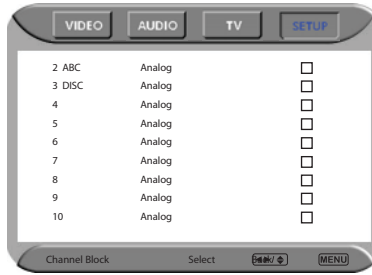 VIDEO AUDIO TV SETUP
2 ABC Analog
3 DISC Analog
4 Analog
5 Analog
6 Analog
7 Analog
8 Analog
9 Analog
10 Analog
Channel Block Select MENU